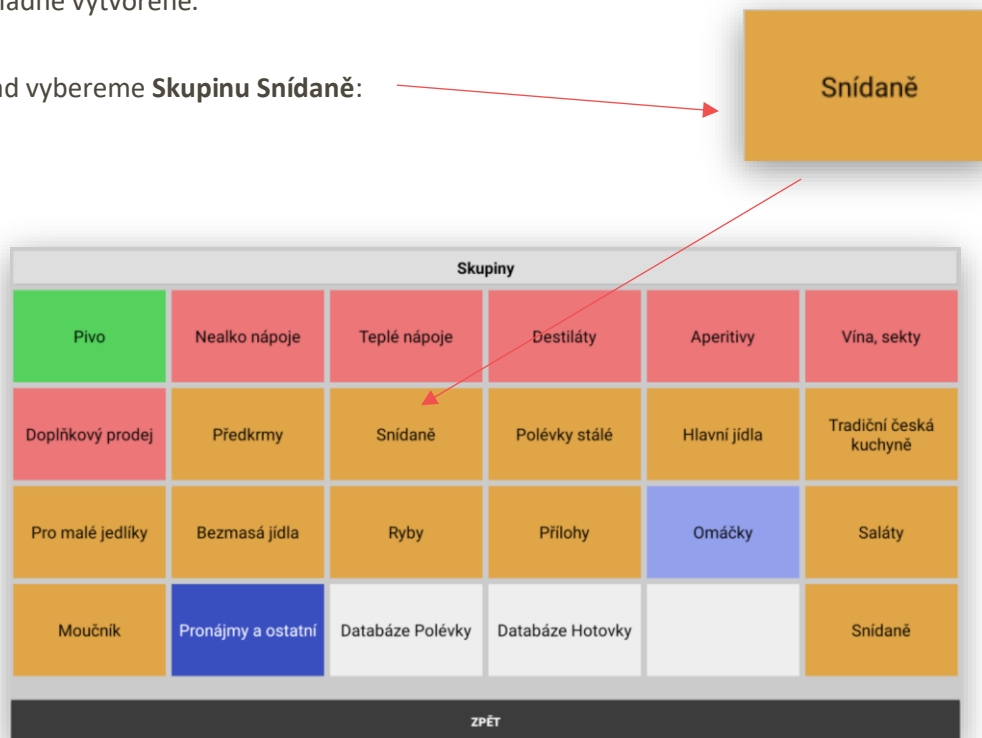 vytvořené.
vybereme Skupinu Snídaně:
Snídaně
Skupiny
Pivo
Nealko nápoje
Teplé nápoje
Destiláty
Aperitivy
Vína, sekty
Doplňkový prodej
Předkrmy
Snídaně
Polévky stálé
Hlavní jídla
Tradiční česká
kuchyně
Pro malé jedlíky
Bezmasá jídla
Ryby
Přílohy
Omáčky
Saláty
Moučník
Pronájmy a ostatní
Databáze Polévky
Databáze Hotovky
Snídaně
ZPĚT